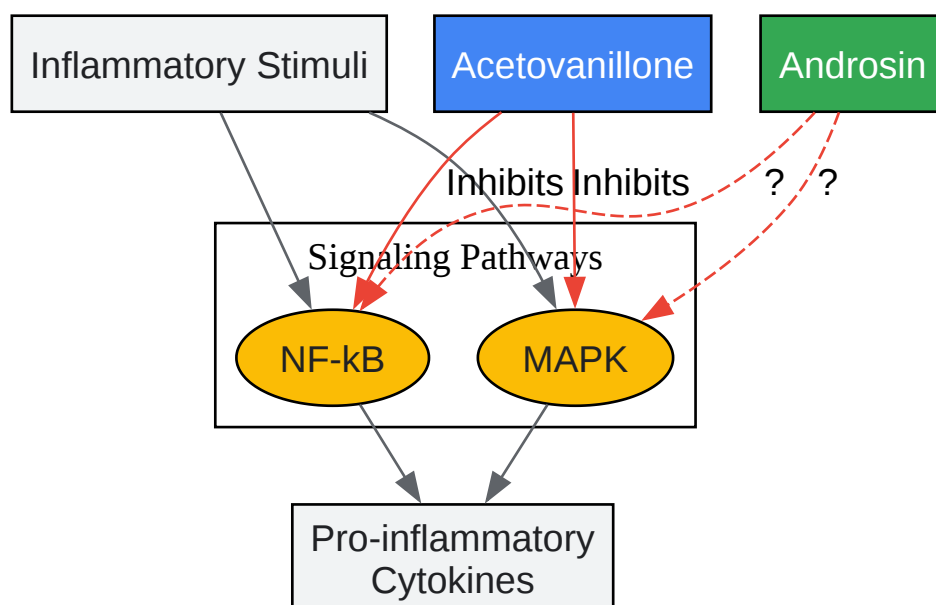 Inflammatory Stimuli
Acetovanillone
Androsin
Inhibits
Inhibits
?
?
Signaling Pathways
NF-kB
MAPK
Pro-inflammatory
Cytokines